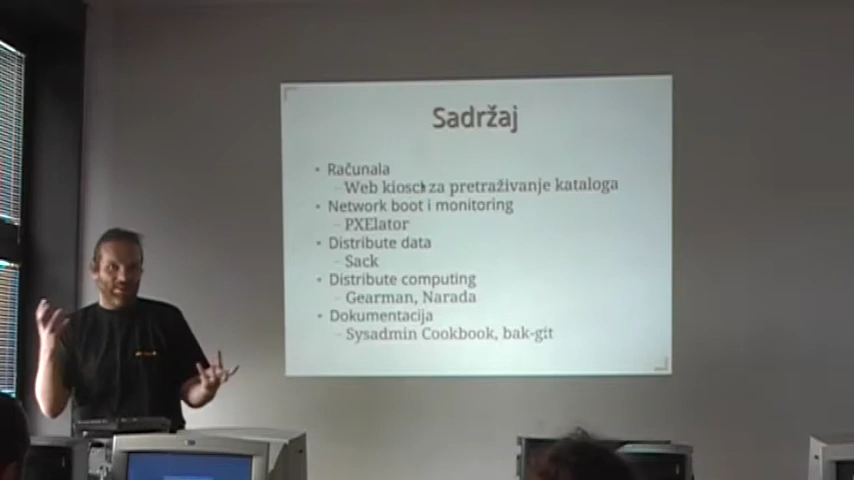 Sadržaj
• Računala
– Web kiosci za pretraživanje kataloga
• Network boot i monitoring
– PXElator
• Distribute data
– Sack
• Distribute computing
– Gearman, Narada
• Dokumentacija
– Sysadmin Cookbook, bak-git